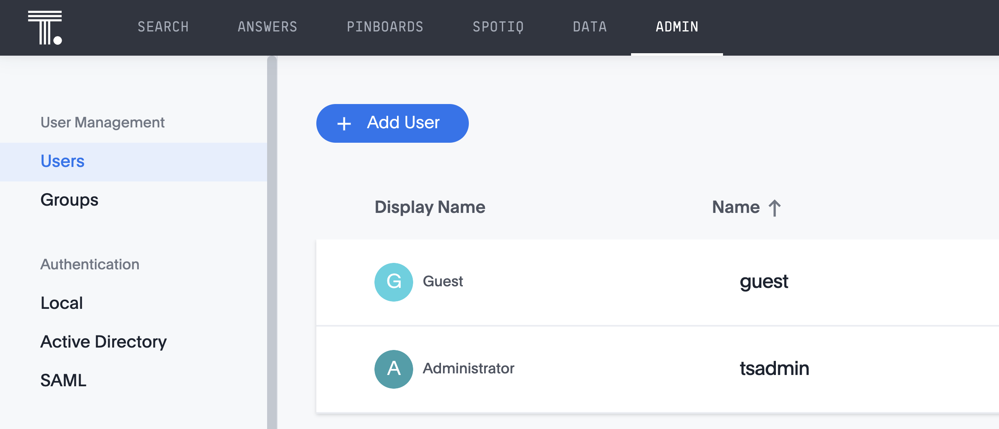 T.
SEARCH ANSWERS PINBOARDS SPOTIQ DATA ADMIN
User Management
Users
Groups
Authentication
Local
Active Directory
SAML
+ Add User
Display Name Name ↑
G Guest guest
A Administrator tsadmin